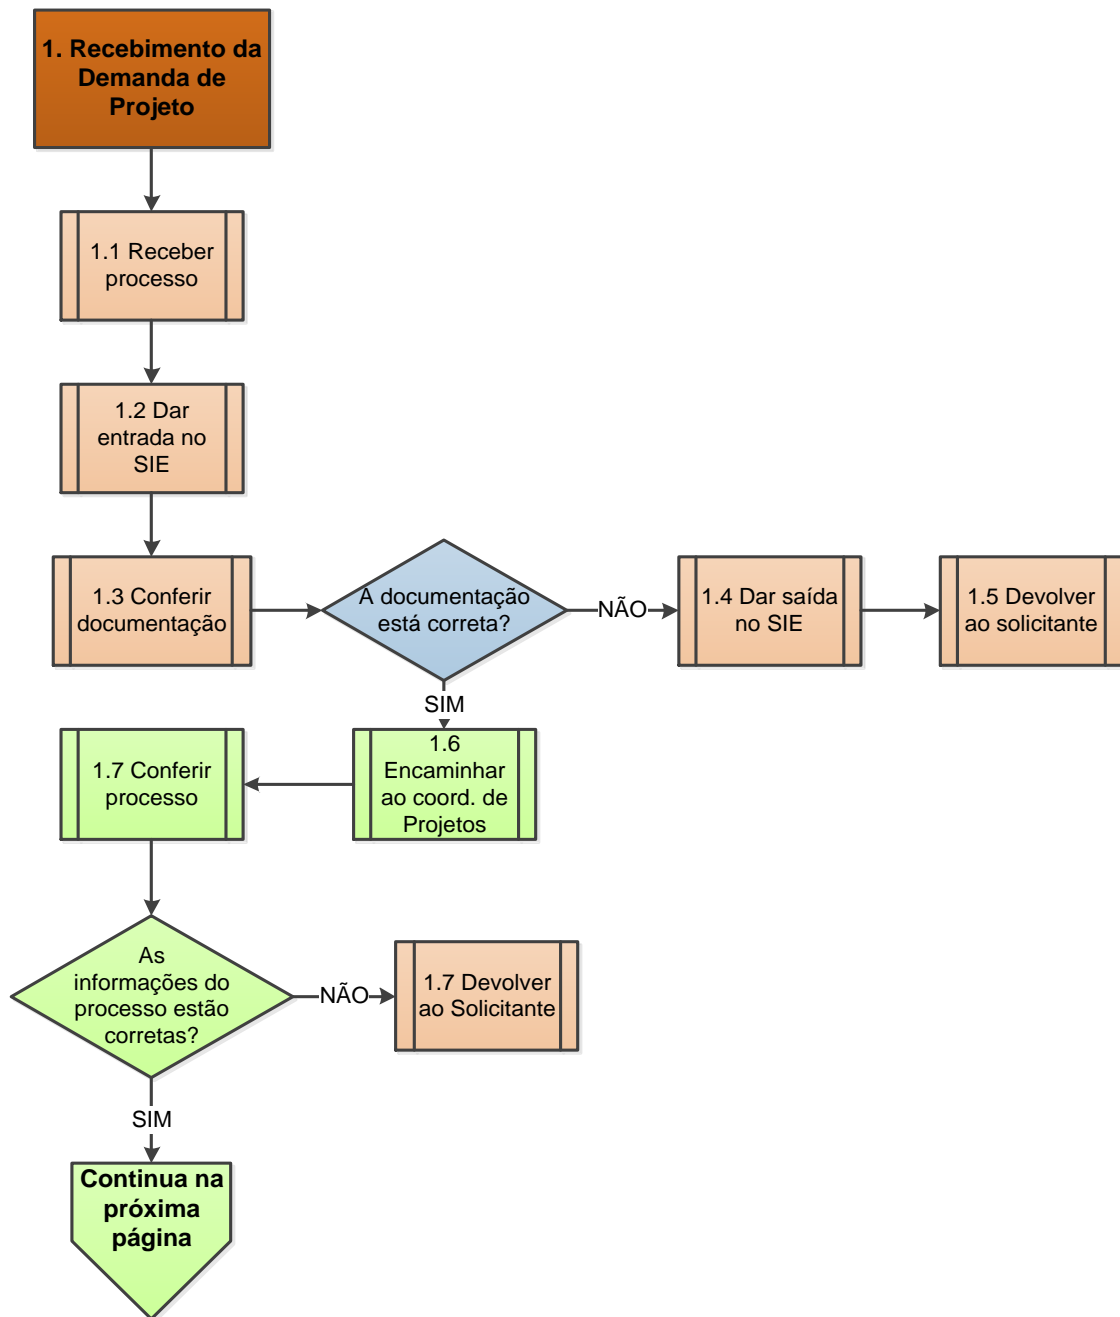 1. Recebimento da
Demanda de
Projeto
1.1 Receber
processo
1.2 Dar
entrada no
SIE
1.3 Conferir
documentação
A documentação
está correta?
NÃO
1.4 Dar saída
no SIE
1.5 Devolver
ao solicitante
SIM
1.6
Encaminhar
ao coord. de
Projetos
1.7 Conferir
processo
As
informações do
processo estão
corretas?
NÃO
1.7 Devolver
ao Solicitante
SIM
Continua na
próxima
página